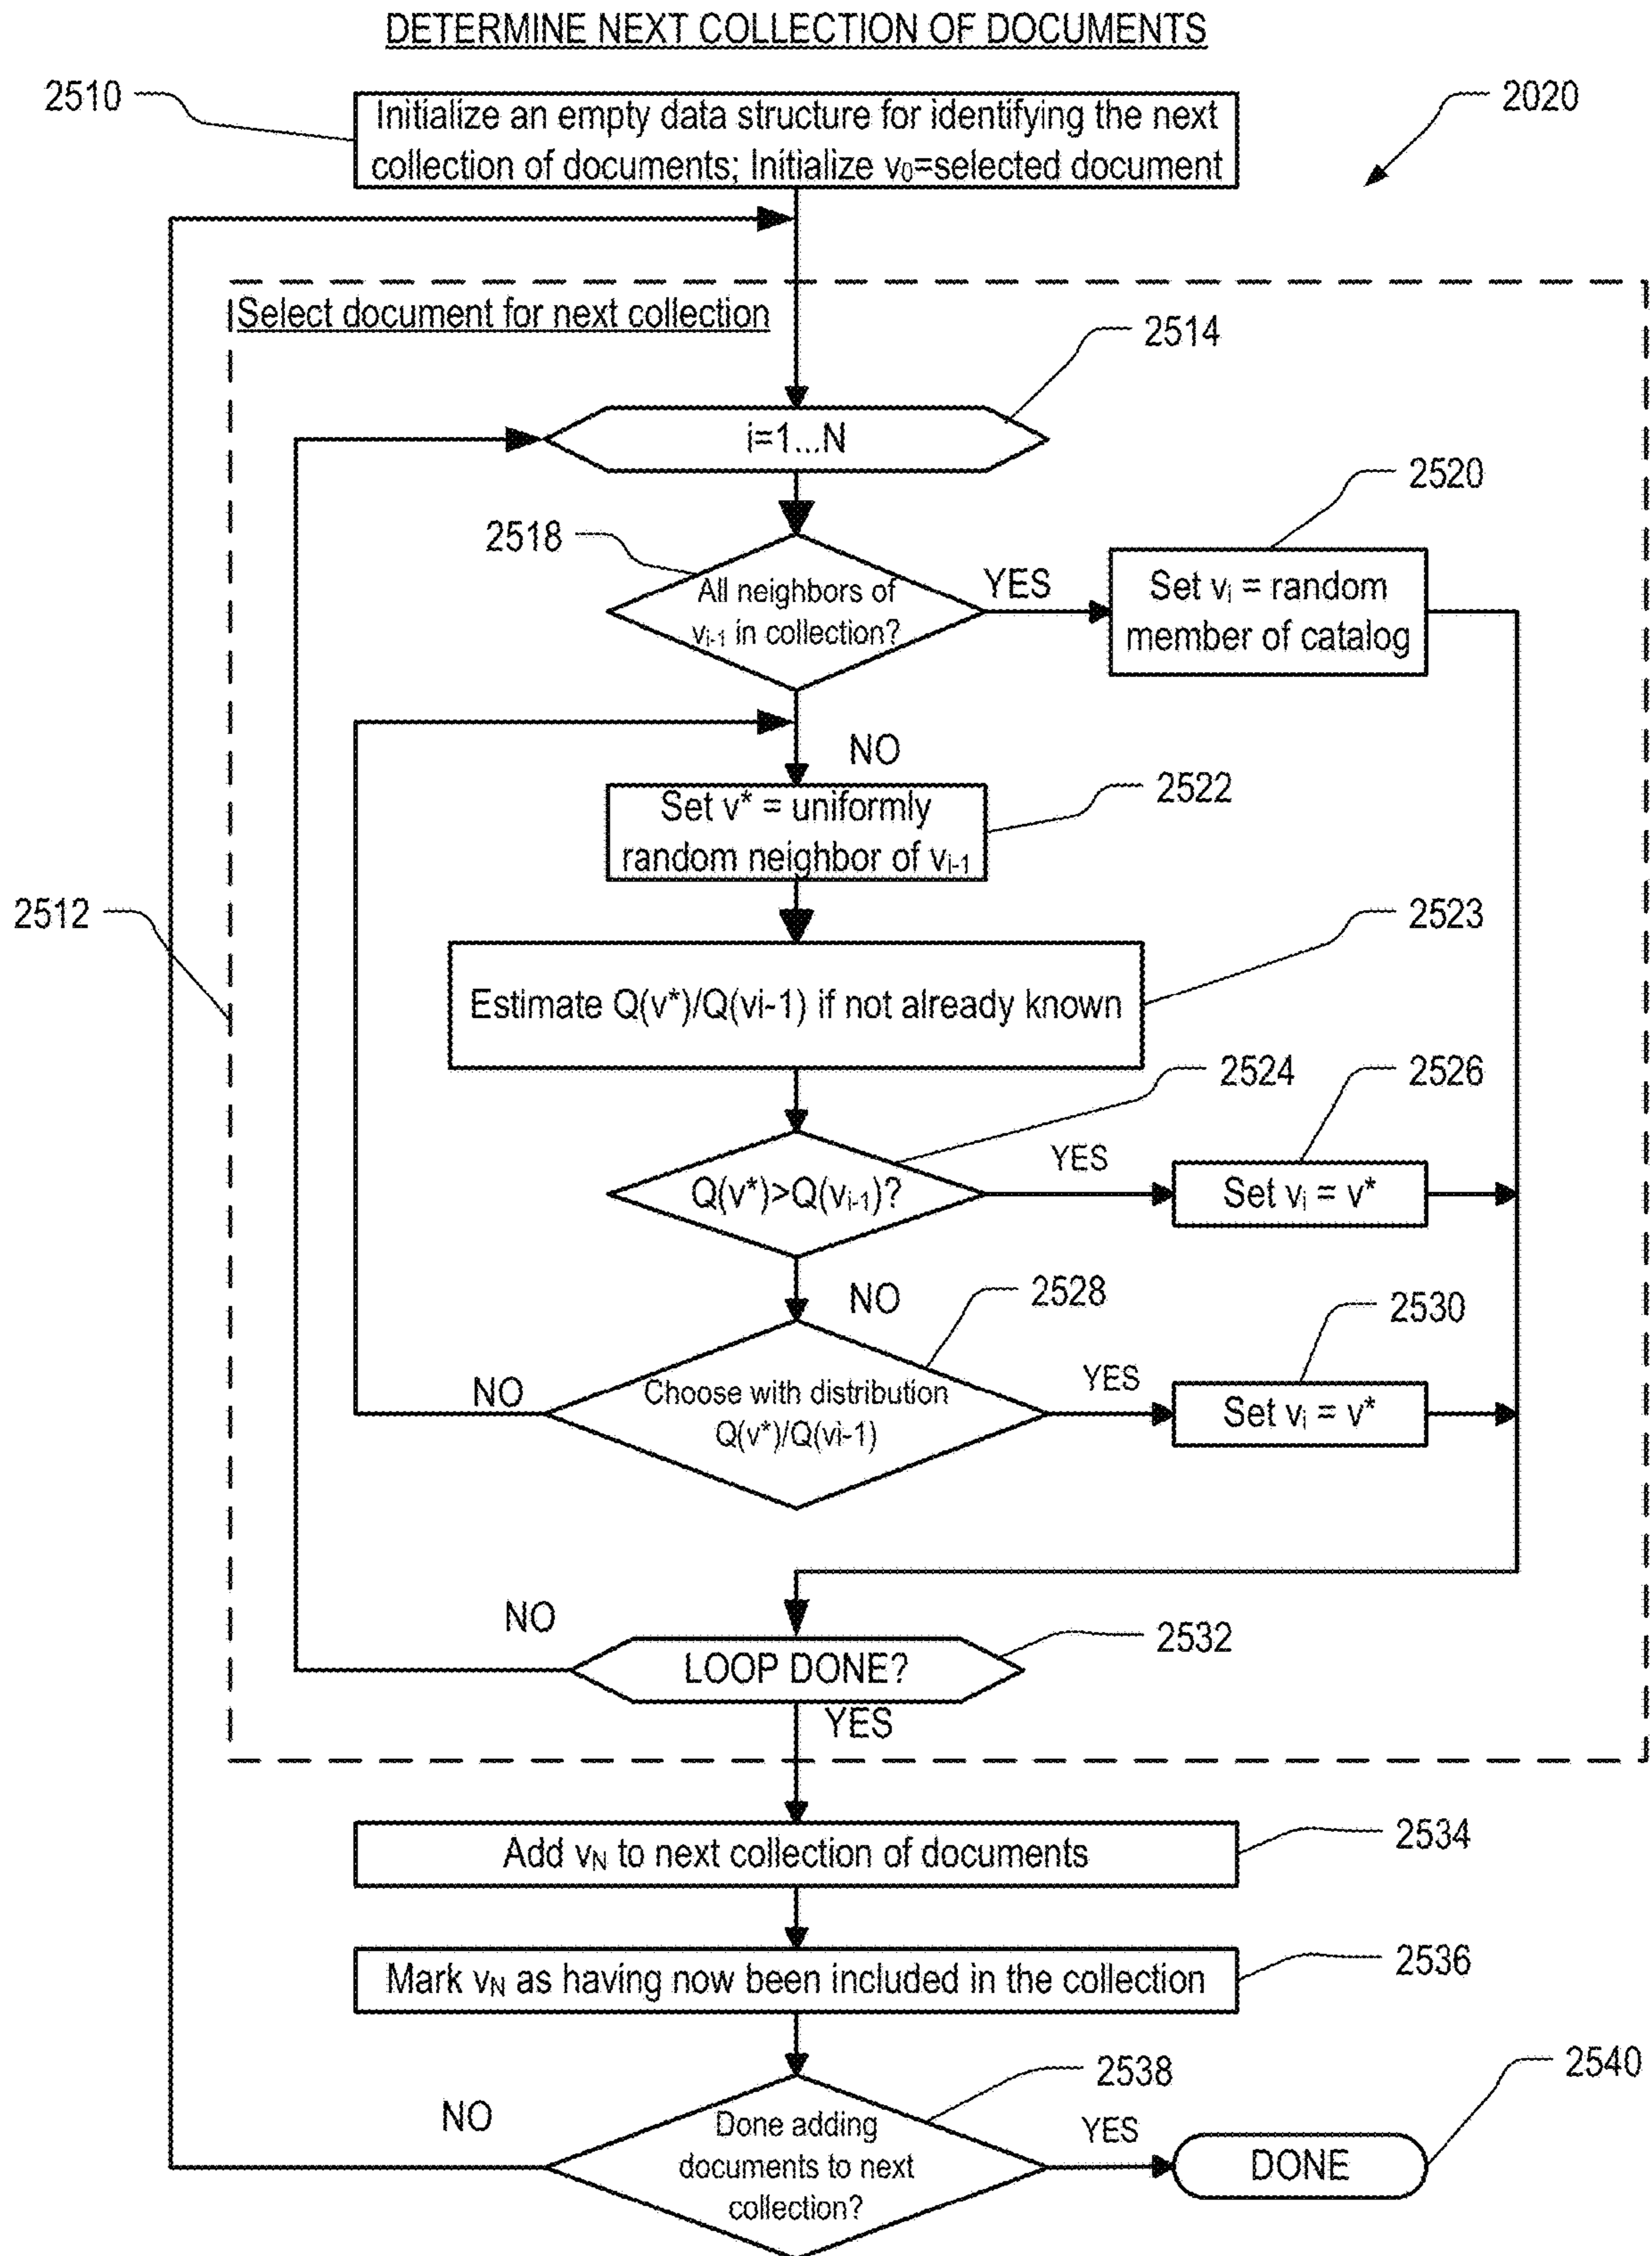 DETERMINE NEXT COLLECTION OF DOCUMENTS
2510
2020
Initialize an empty data structure for identifying the next
collection of documents; Initialize v₀=selected document
Select document for next collection
2514
i=1...N
2520
2518
All neighbors of
vᵢ₋₁ in collection?
YES
Set vᵢ = random
member of catalog
NO
2522
Set v* = uniformly
random neighbor of vᵢ₋₁
2512
2523
Estimate Q(v*)/Q(vi-1) if not already known
2524
2526
Q(v*)>Q(vᵢ₋₁)?
YES
Set vᵢ = v*
NO
2528
2530
NO
Choose with distribution
Q(v*)/Q(vi-1)
YES
Set vᵢ = v*
NO
2532
LOOP DONE?
YES
2534
Add v_N to next collection of documents
2536
Mark v_N as having now been included in the collection
2538
2540
NO
Done adding
documents to next
collection?
YES
DONE